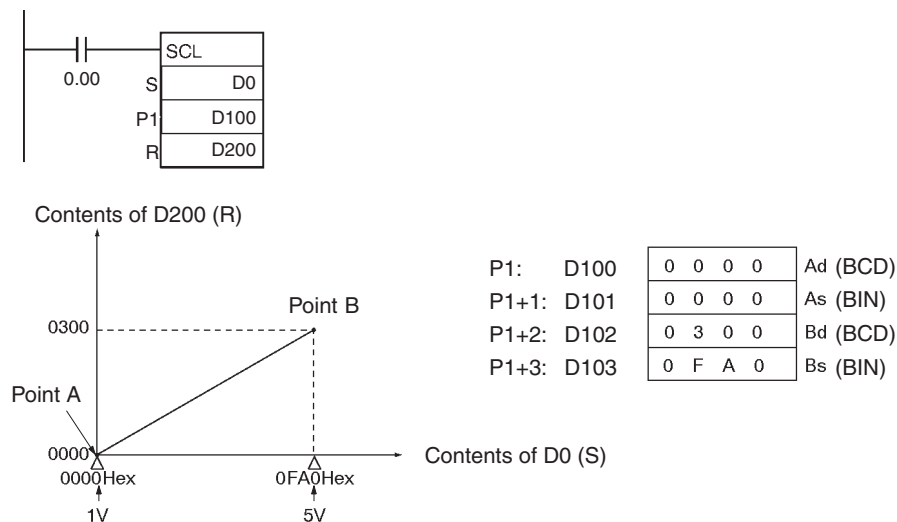 SCL
0.00
S D0
P1 D100
R D200
Contents of D200 (R)
Point B
0300
Point A
0000
Contents of D0 (S)
0000Hex
0FA0Hex
1V
5V
P1: D100 0 0 0 0 Ad (BCD)
P1+1: D101 0 0 0 0 As (BIN)
P1+2: D102 0 3 0 0 Bd (BCD)
P1+3: D103 0 F A 0 Bs (BIN)